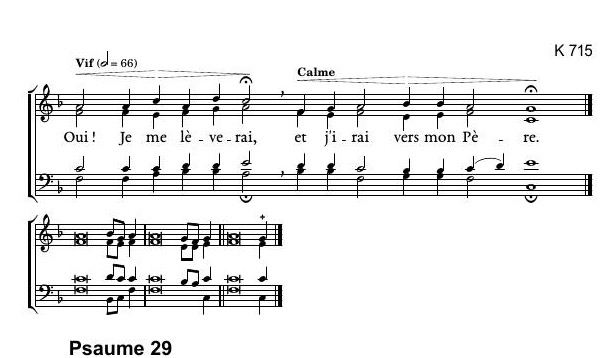 K 715
Vif (𝅗𝅥 = 66)
Calme
Oui ! Je me lè - ve - rai, et j'i - rai vers mon Pè - re.
Psaume 29